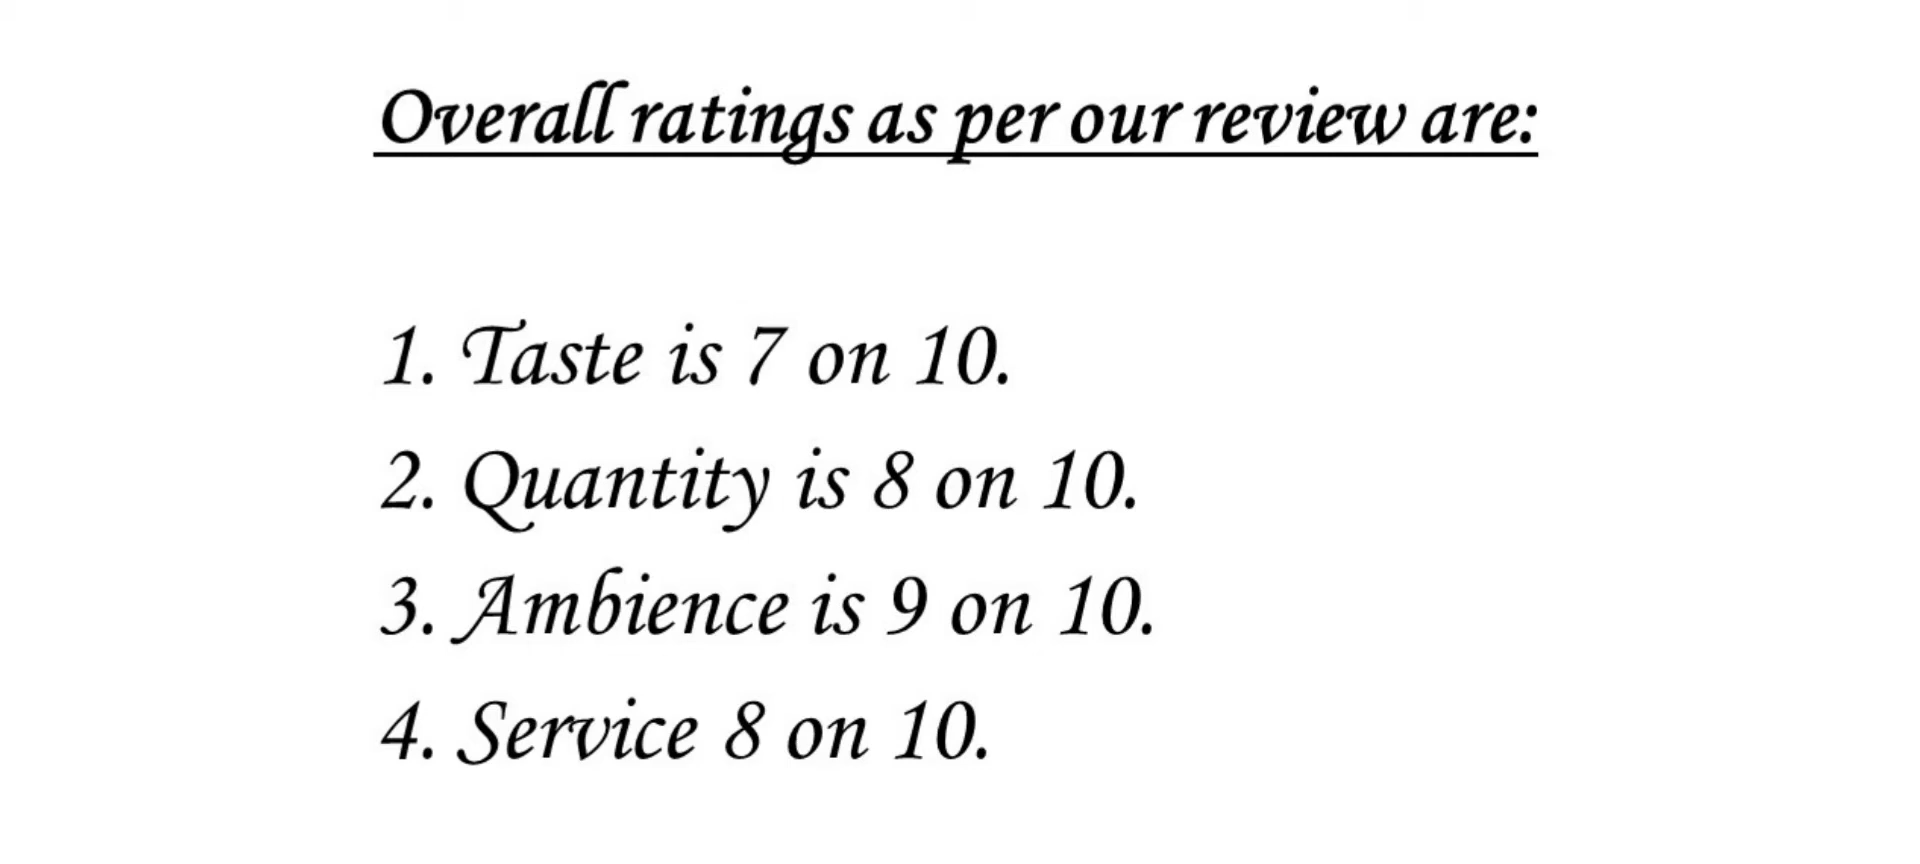 Overall ratings as per our review are:
1. Taste is 7 on 10.
2. Quantity is 8 on 10.
3. Ambience is 9 on 10.
4. Service 8 on 10.